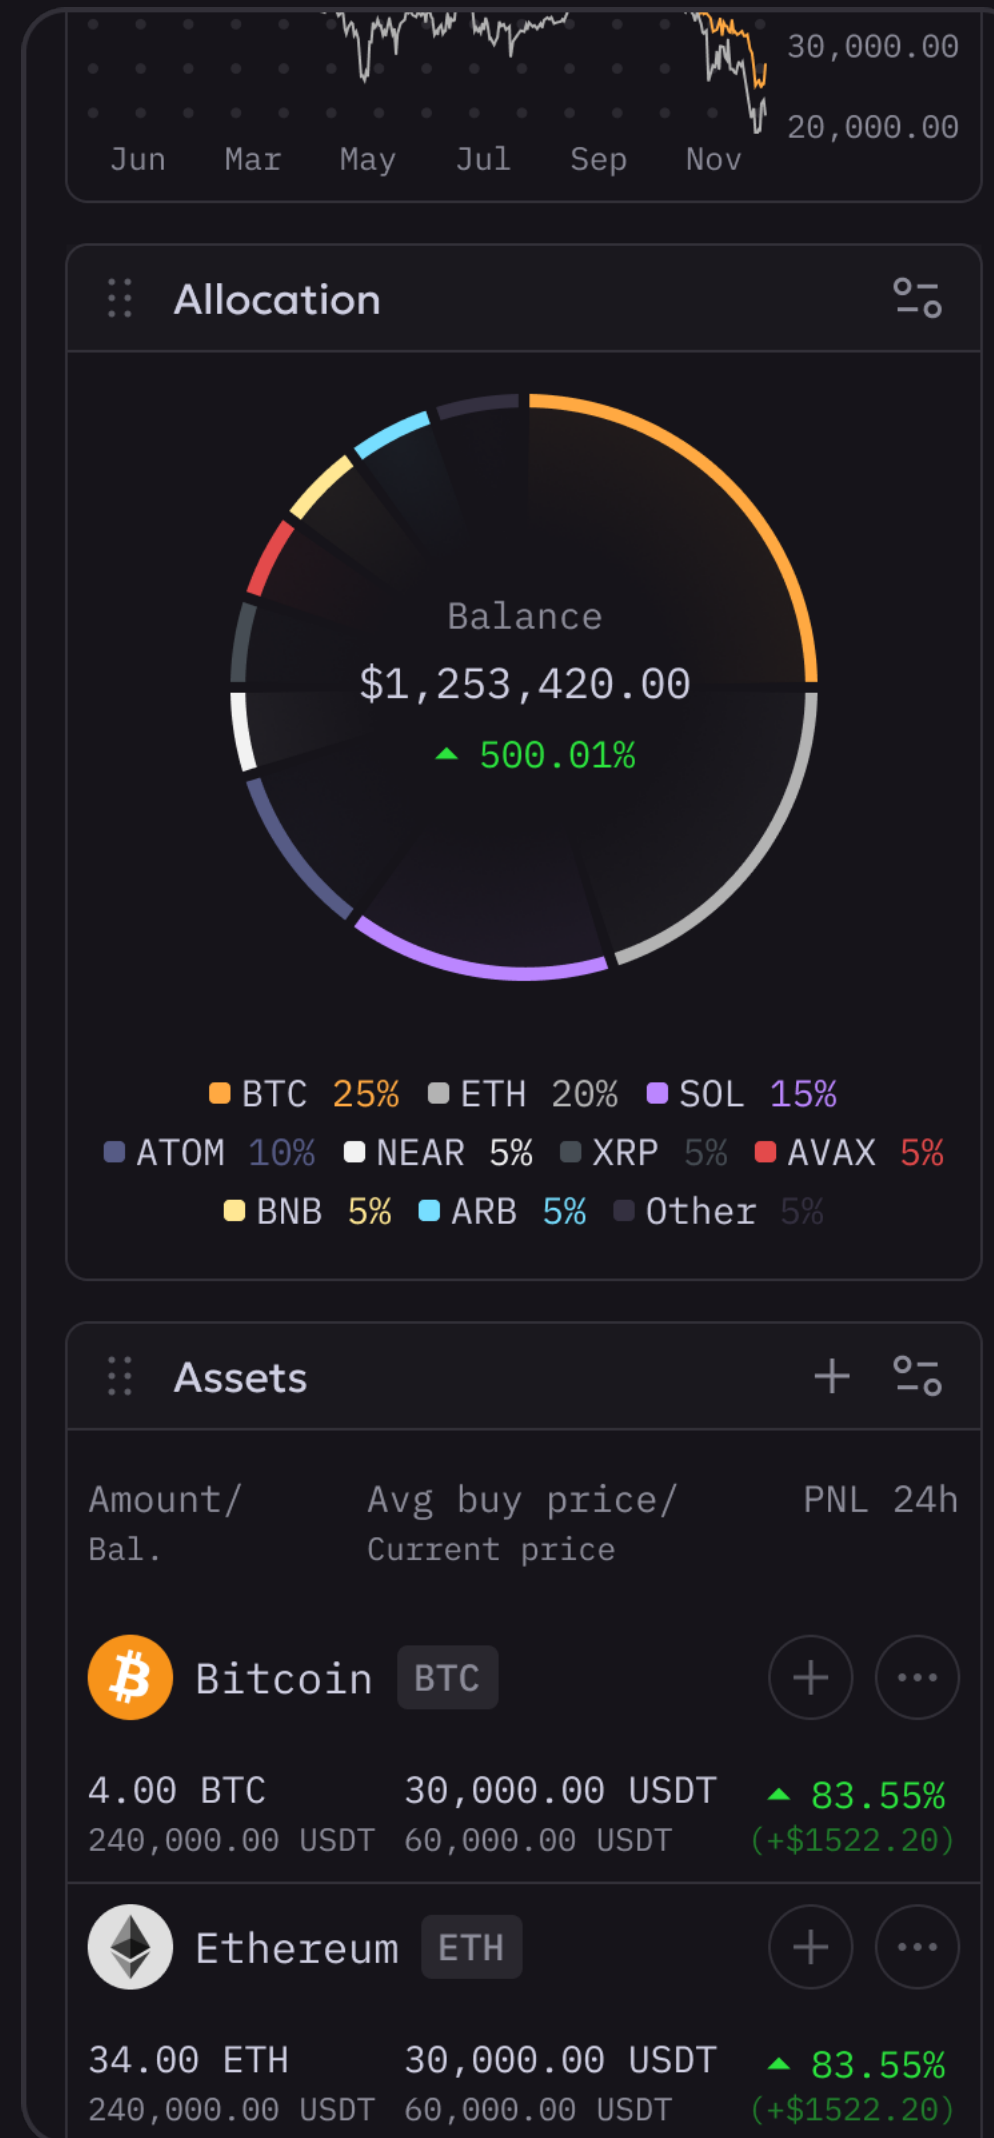 30,000.00
20,000.00
Jun Mar May Jul Sep Nov
Allocation
Balance
$1,253,420.00
500.01%
BTC 25% ETH 20% SOL 15%
ATOM 10% NEAR 5% XRP 5% AVAX 5%
BNB 5% ARB 5% Other 5%
Assets
Amount/ Avg buy price/ PNL 24h
Bal. Current price
Bitcoin BTC
4.00 BTC 30,000.00 USDT 83.55%
240,000.00 USDT 60,000.00 USDT (+$1522.20)
Ethereum ETH
34.00 ETH 30,000.00 USDT 83.55%
240,000.00 USDT 60,000.00 USDT (+$1522.20)